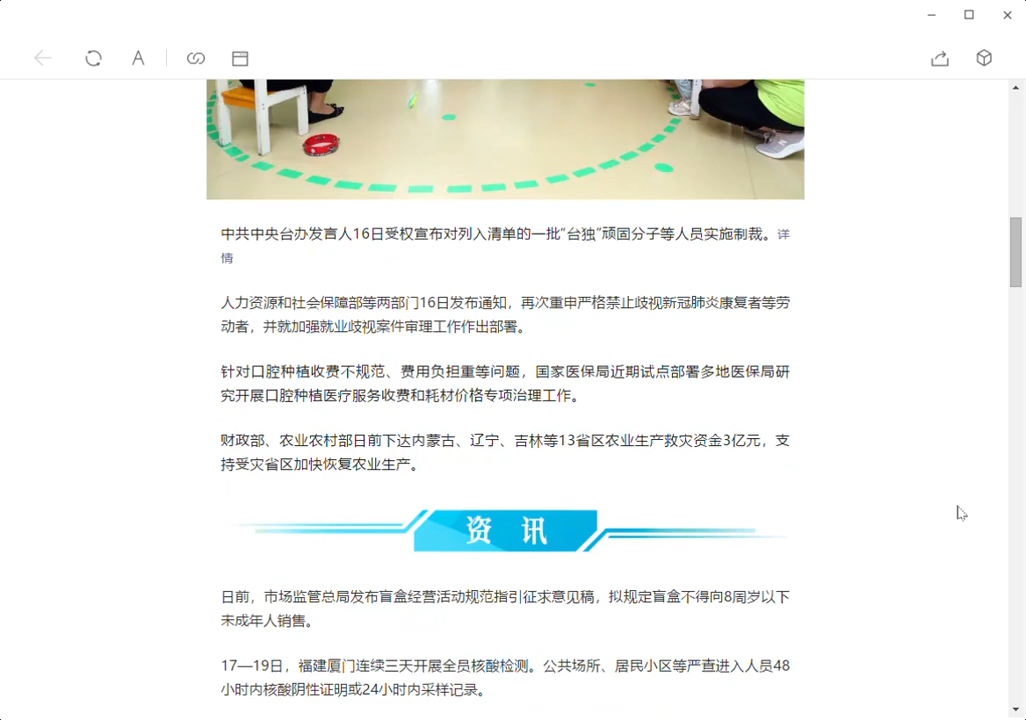 A
中共中央台办发言人16日受权宣布对列入清单的一批“台独”顽固分子等人员实施制裁。详
情
人力资源和社会保障部等两部门16日发布通知，再次重申严格禁止歧视新冠肺炎康复者等劳
动者，并就加强就业歧视案件审理工作作出部署。
针对口腔种植收费不规范、费用负担重等问题，国家医保局近期试点部署多地医保局研
究开展口腔种植医疗服务收费和耗材价格专项治理工作。
财政部、农业农村部日前下达内蒙古、辽宁、吉林等13省区农业生产救灾资金3亿元，支
持受灾省区加快恢复农业生产。
资 讯
日前，市场监管总局发布盲盒经营活动规范指引征求意见稿，拟规定盲盒不得向8周岁以下
未成年人销售。
17—19日，福建厦门连续三天开展全员核酸检测。公共场所、居民小区等严查进入人员48
小时内核酸阴性证明或24小时内采样记录。